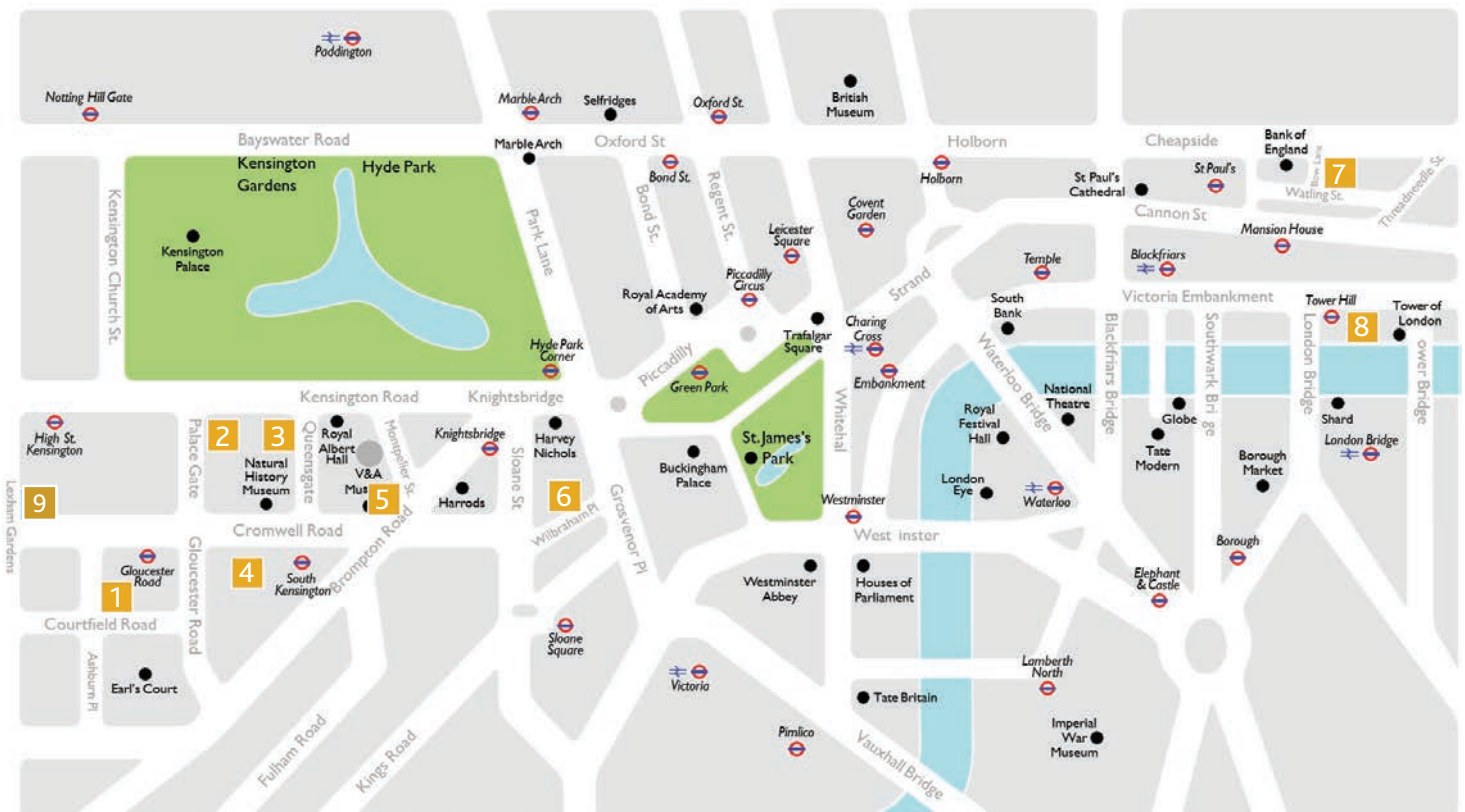 Paddington
Notting Hill Gate
Marble Arch
Selfridges
Oxford St.
British
Museum
Bayswater Road
Kensington
Gardens
Hyde Park
Marble Arch
Oxford St
Holborn
Cheapside
Bank of
England
Bow Lane
7
Watling St.
Threadneedle St.
Kensington Church St.
Kensington
Palace
Park Lane
Bond St.
Bond St.
Regent St.
Leicester
Square
Covent
Garden
Holborn
St Paul's
Cathedral
St Paul's
Cannon St
Mansion House
Piccadilly
Circus
Royal Academy
of Arts
Strand
Temple
Blackfriars
South
Bank
Victoria Embankment
Tower Hill
8
Tower of
London
Hyde Park
Corner
Piccadilly
Green Park
Trafalgar
Square
Charing
Cross
Embankment
Waterloo Bridge
Blackfriars Bridge
Southwark Bri ge
London Bridge
ower Bridge
Kensington Road
Knightsbridge
Whitehal
National
Theatre
Globe
Tate
Modern
Shard
London Bridge
High St.
Kensington
Palace Gate
2
3
Queensgate
Royal
Albert
Hall
Montpelier St.
Knightsbridge
Sloane St
Harvey
Nichols
Buckingham
Palace
St. James's
Park
Royal
Festival
Hall
Borough
Market
Natural
History
Museum
V&A
Mus
5
Harrods
6
Wilbraham Pl
Grosvenor Pl
London
Eye
Waterloo
Westminster
9
Lexham Gardens
Cromwell Road
Brompton Road
West inster
Borough
Gloucester
Road
1
Gloucester Road
4
South
Kensington
Westminster
Abbey
Houses of
Parliament
Elephant
& Castle
Courtfield Road
Ashburn Pl
Earl's Court
Sloane
Square
Victoria
Lamberth
North
Tate Britain
Fulham Road
Kings Road
Pimlico
Vauxhall Bridge
Imperial
War
Museum